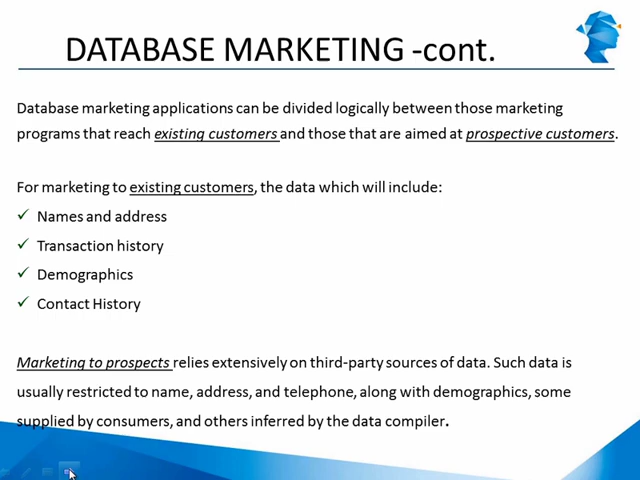 DATABASE MARKETING -cont.
Database marketing applications can be divided logically between those marketing
programs that reach existing customers and those that are aimed at prospective customers.
For marketing to existing customers, the data which will include:
✓ Names and address
✓ Transaction history
✓ Demographics
✓ Contact History
Marketing to prospects relies extensively on third-party sources of data. Such data is
usually restricted to name, address, and telephone, along with demographics, some
supplied by consumers, and others inferred by the data compiler.